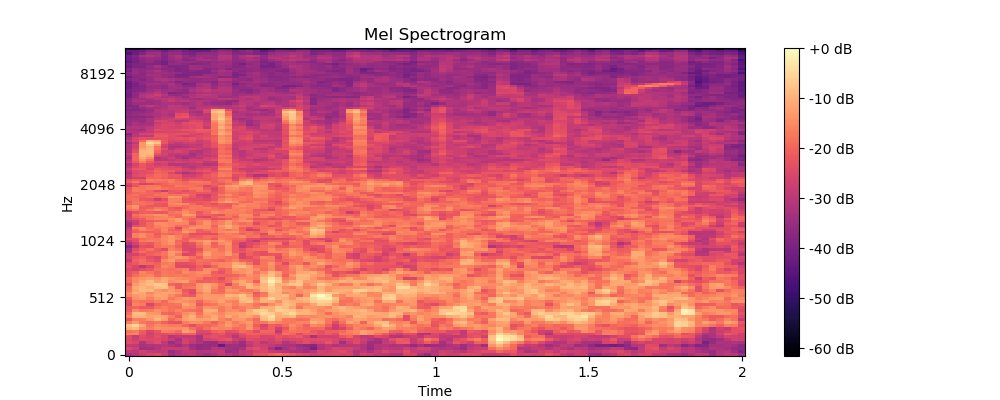 Mel Spectrogram
8192
4096
2048
1024
512
0
Hz
0
0.5
1
1.5
2
Time
+0 dB
-10 dB
-20 dB
-30 dB
-40 dB
-50 dB
-60 dB